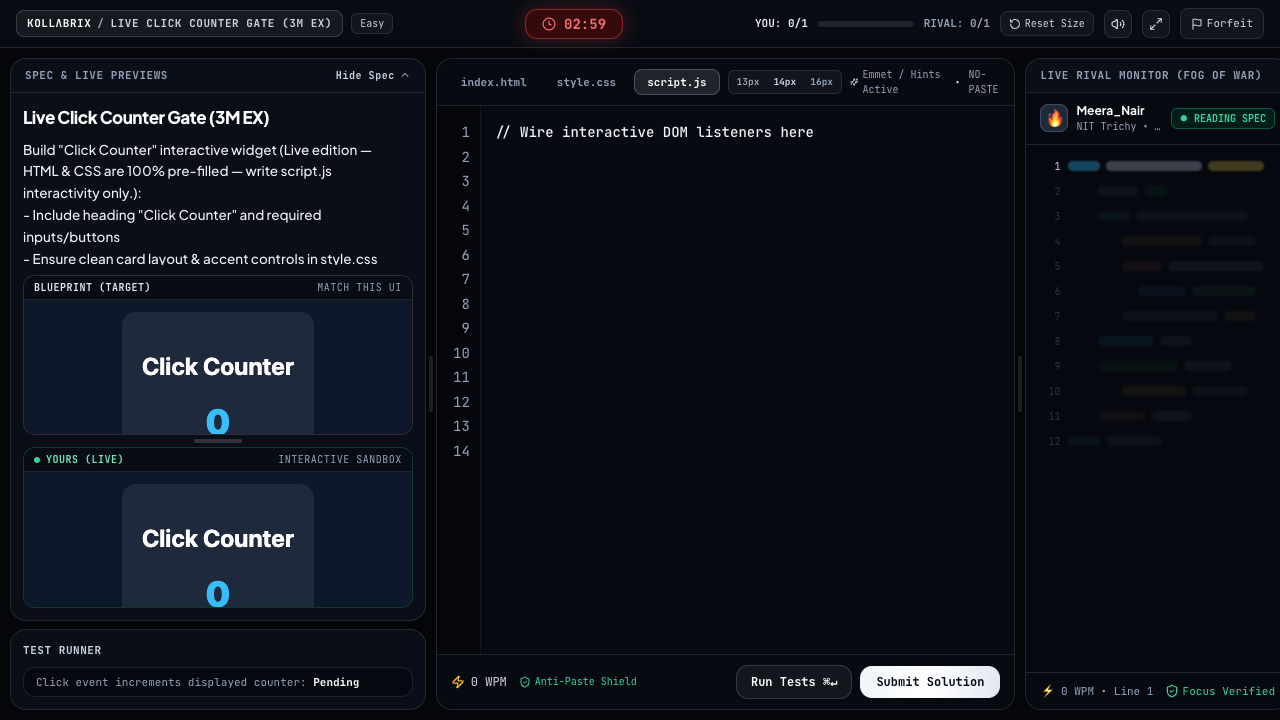 KOLLABRIX / LIVE CLICK COUNTER GATE (3M EX)
Easy
02:59
YOU: 0/1
RIVAL: 0/1
Reset Size
Forfeit
SPEC & LIVE PREVIEWS
Hide Spec
Live Click Counter Gate (3M EX)
Build "Click Counter" interactive widget (Live edition —
HTML & CSS are 100% pre-filled — write script.js
interactivity only.):
- Include heading "Click Counter" and required
inputs/buttons
- Ensure clean card layout & accent controls in style.css
BLUEPRINT (TARGET)
MATCH THIS UI
Click Counter
0
YOURS (LIVE)
INTERACTIVE SANDBOX
Click Counter
0
TEST RUNNER
Click event increments displayed counter: Pending
index.html
style.css
script.js
13px
14px
16px
Emmet / Hints
Active
•
NO-
PASTE
1
// Wire interactive DOM listeners here
2
3
4
5
6
7
8
9
10
11
12
13
14
0 WPM
Anti-Paste Shield
Run Tests ⌘↵
Submit Solution
LIVE RIVAL MONITOR (FOG OF WAR)
Meera_Nair
NIT Trichy • …
READING SPEC
1
2
3
4
5
6
7
8
9
10
11
12
0 WPM • Line 1
Focus Verified